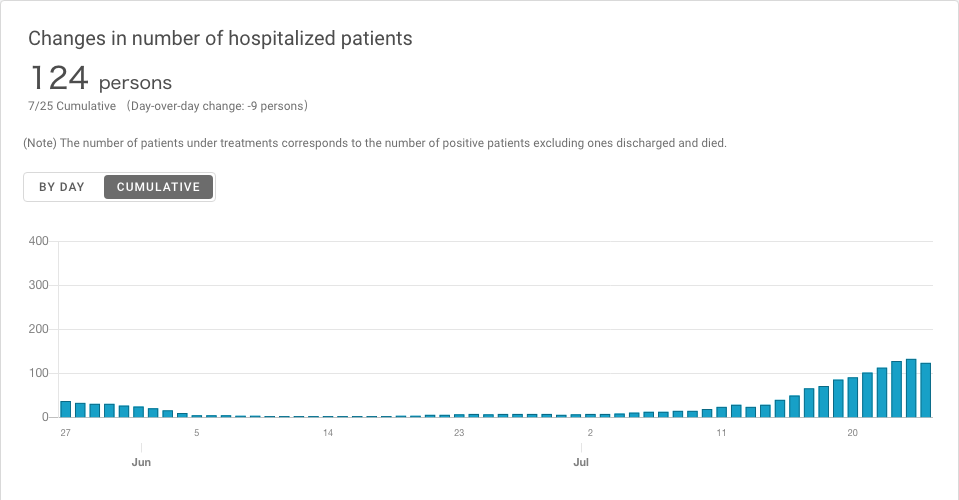 Changes in number of hospitalized patients
124 persons
7/25 Cumulative （Day-over-day change: -9 persons）
(Note) The number of patients under treatments corresponds to the number of positive patients excluding ones discharged and died.
BY DAY CUMULATIVE
400
300
200
100
0
27 5 14 23 2 11 20
Jun Jul